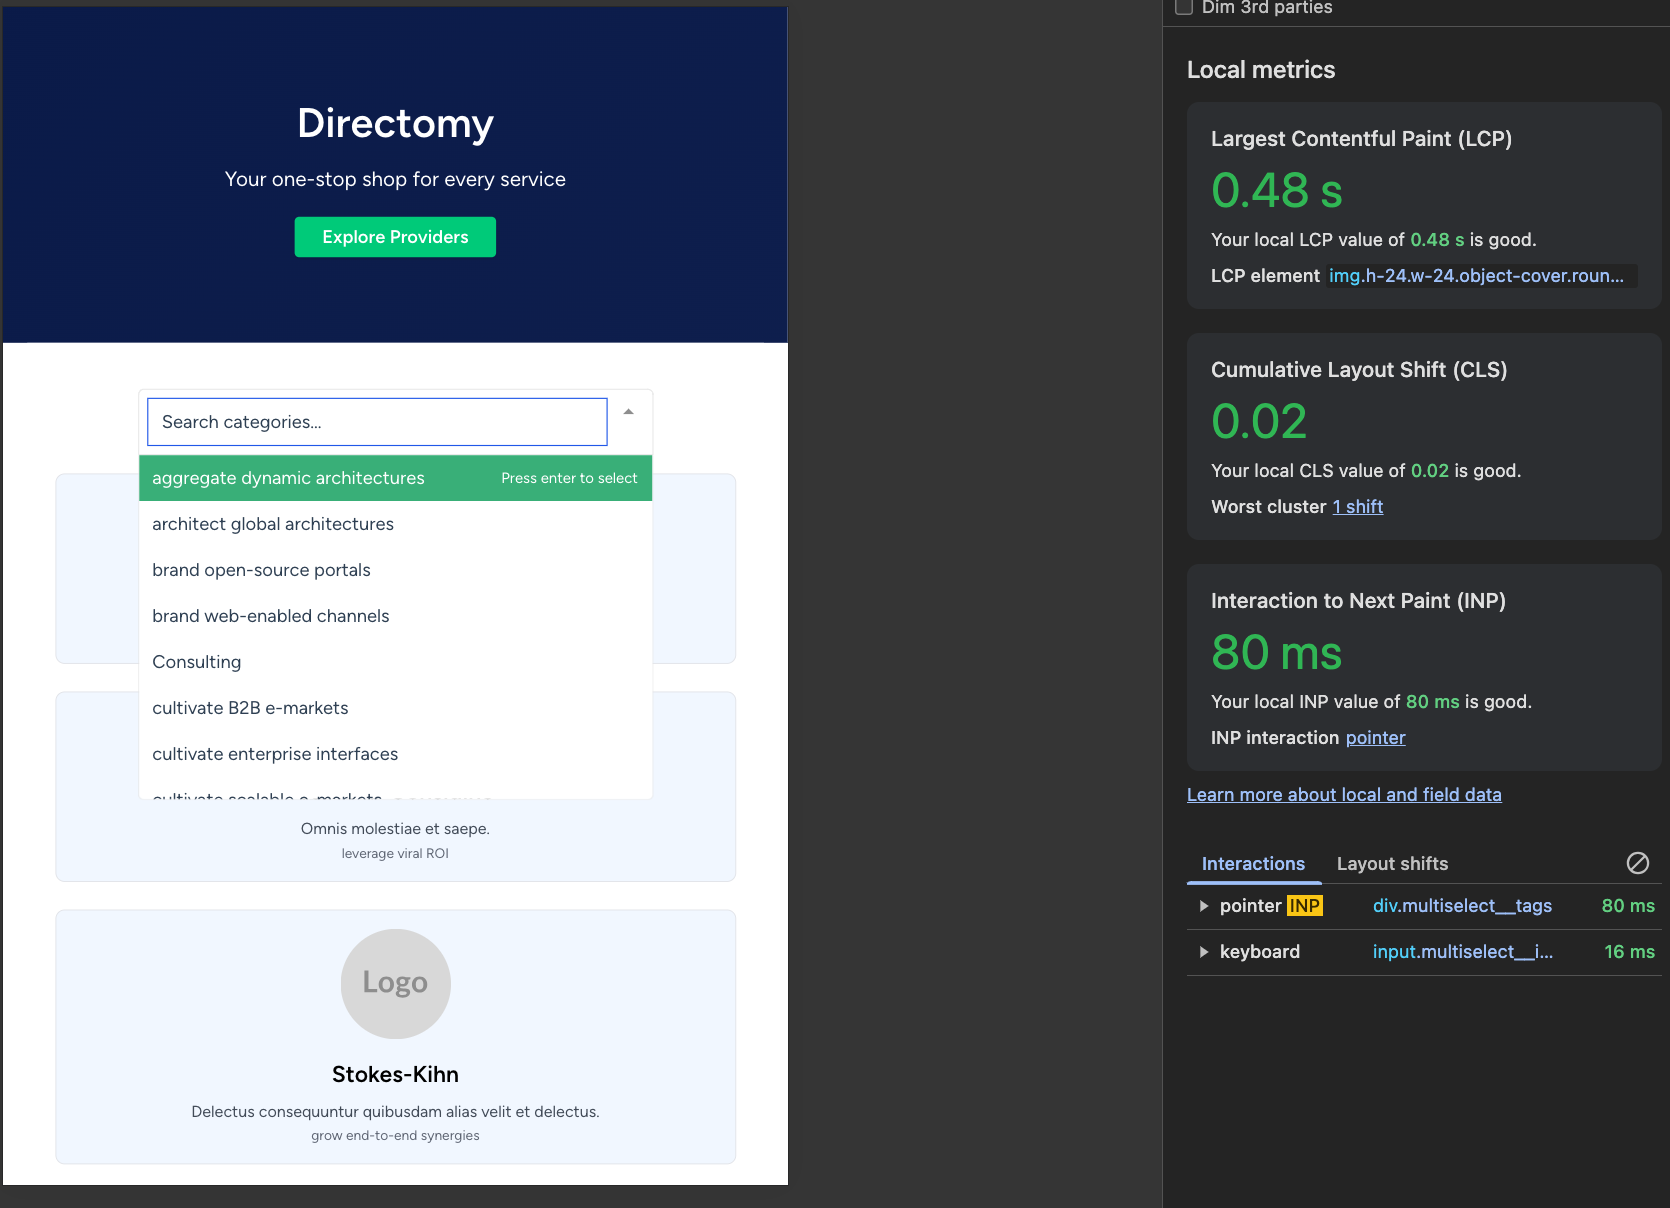 Directomy
Your one-stop shop for every service
Explore Providers
Search categories...
aggregate dynamic architectures Press enter to select
architect global architectures
brand open-source portals
brand web-enabled channels
Consulting
cultivate B2B e-markets
cultivate enterprise interfaces
cultivate scalable e-markets
Omnis molestiae et saepe.
leverage viral ROI
Logo
Stokes-Kihn
Delectus consequuntur quibusdam alias velit et delectus.
grow end-to-end synergies
Dim 3rd parties
Local metrics
Largest Contentful Paint (LCP)
0.48 s
Your local LCP value of 0.48 s is good.
LCP element img.h-24.w-24.object-cover.roun...
Cumulative Layout Shift (CLS)
0.02
Your local CLS value of 0.02 is good.
Worst cluster 1 shift
Interaction to Next Paint (INP)
80 ms
Your local INP value of 80 ms is good.
INP interaction pointer
Learn more about local and field data
Interactions Layout shifts
pointer INP div.multiselect__tags 80 ms
keyboard input.multiselect__i... 16 ms